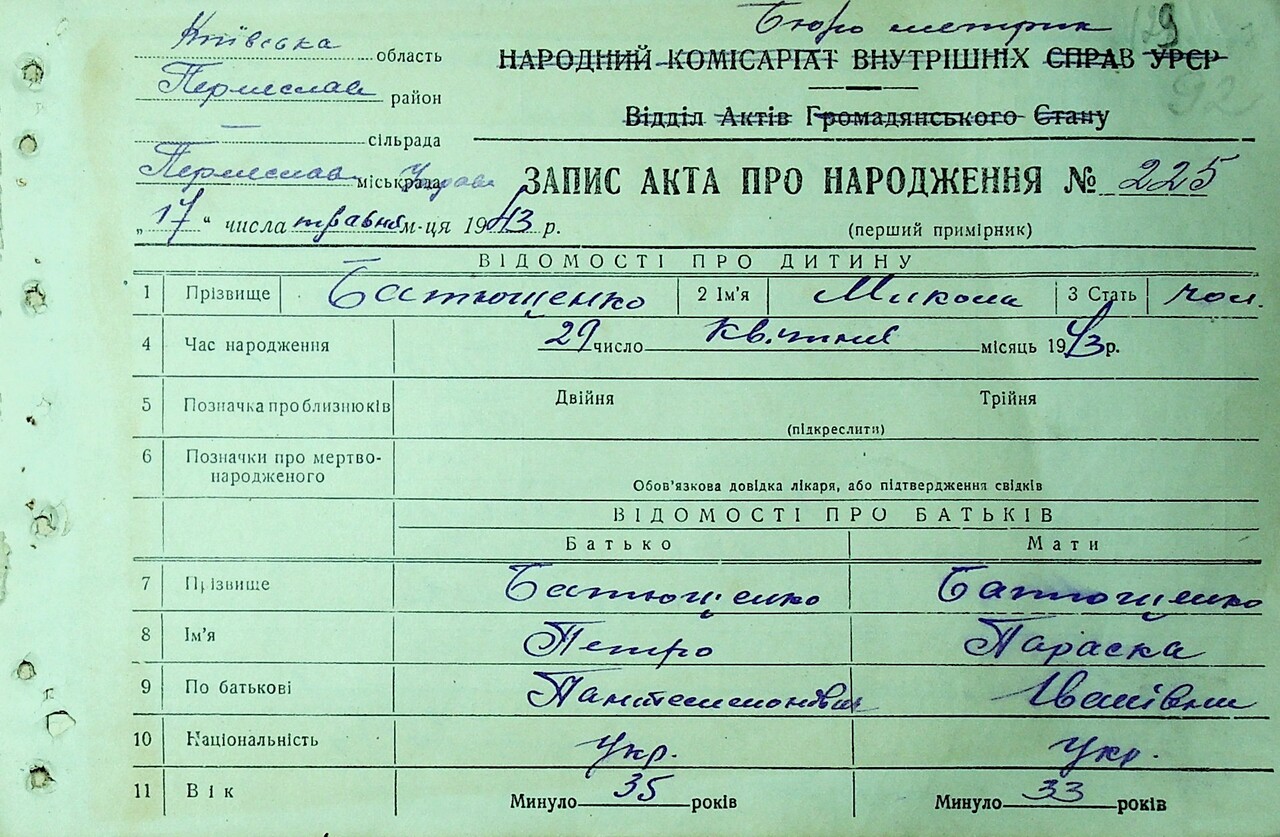 Київська область
Переяслав район
— сільрада
Переяслав міськрада Управа
„17“ числа травня м-ця 1943 р.
Бюро метрик
НАРОДНИЙ КОМІСАРІАТ ВНУТРІШНІХ СПРАВ УРСР
Відділ Актів Громадянського Стану
ЗАПИС АКТА ПРО НАРОДЖЕННЯ № 225
(перший примірник)
ВІДОМОСТІ ПРО ДИТИНУ
1 Прізвище Батющенко 2 Ім'я Микола 3 Стать чол.
4 Час народження 29 число квітня місяць 1943 р.
5 Позначка про близнюків Двійня Трійня
(підкреслити)
6 Позначки про мертво-
народженого
Обов'язкова довідка лікаря, або підтвердження свідків
ВІДОМОСТІ ПРО БАТЬКІВ
Батько Мати
7 Прізвище Батющенко Батющенко
8 Ім'я Петро Параска
9 По батькові Пантелимонович Іванівна
10 Національність Укр. Укр.
11 Вік Минуло 35 років Минуло 33 років